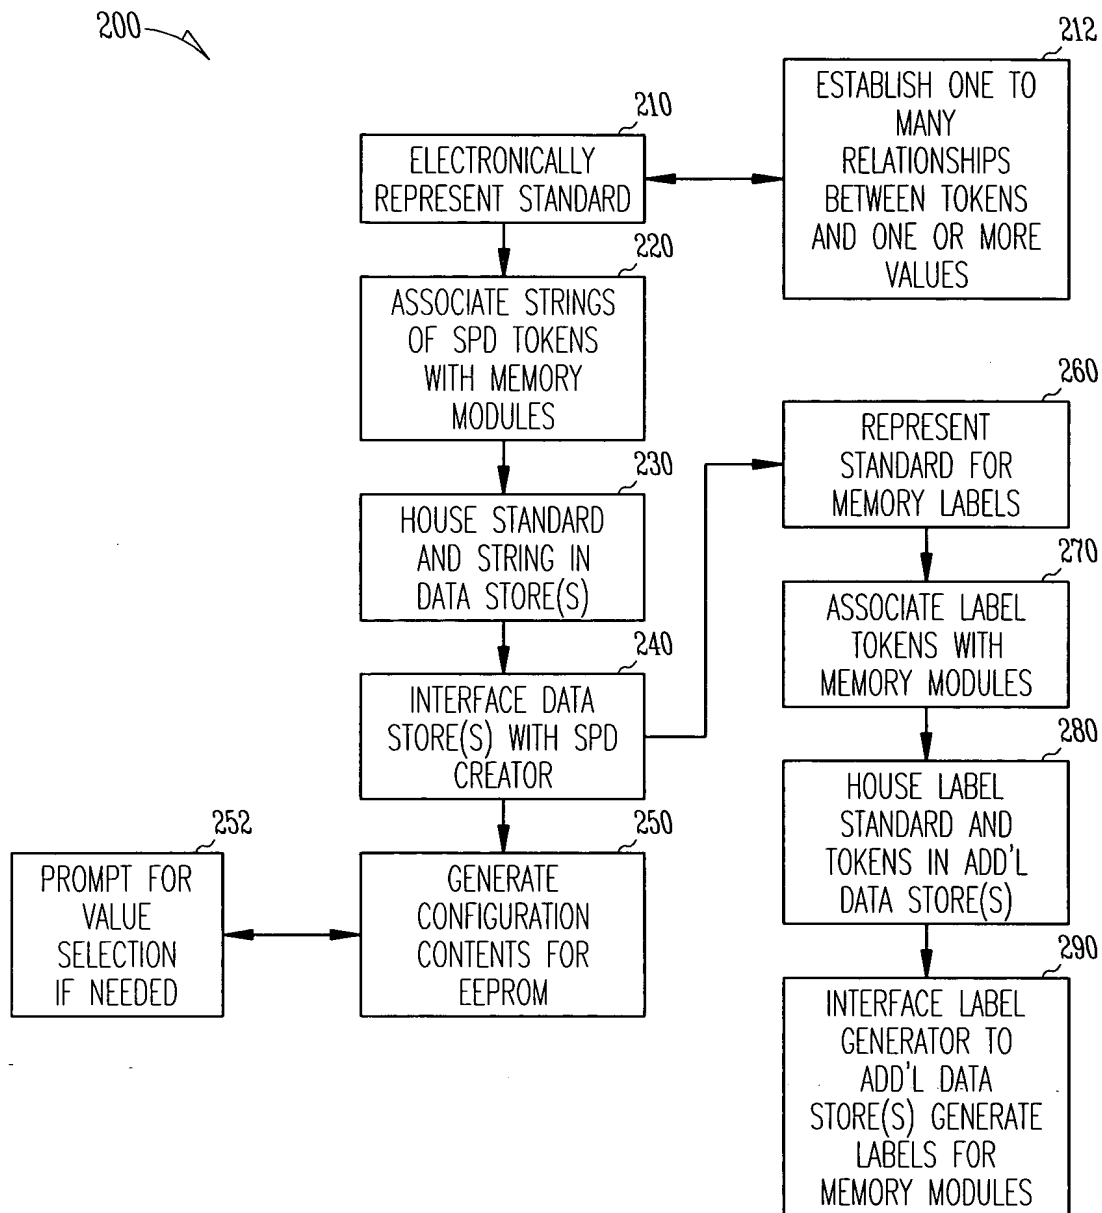 200
212
ESTABLISH ONE TO
MANY
RELATIONSHIPS
BETWEEN TOKENS
AND ONE OR MORE
VALUES
210
ELECTRONICALLY
REPRESENT STANDARD
220
ASSOCIATE STRINGS
OF SPD TOKENS
WITH MEMORY
MODULES
230
HOUSE STANDARD
AND STRING IN
DATA STORE(S)
240
INTERFACE DATA
STORE(S) WITH SPD
CREATOR
250
GENERATE
CONFIGURATION
CONTENTS FOR
EEPROM
252
PROMPT FOR
VALUE
SELECTION
IF NEEDED
260
REPRESENT
STANDARD FOR
MEMORY LABELS
270
ASSOCIATE LABEL
TOKENS WITH
MEMORY MODULES
280
HOUSE LABEL
STANDARD AND
TOKENS IN ADD'L
DATA STORE(S)
290
INTERFACE LABEL
GENERATOR TO
ADD'L DATA
STORE(S) GENERATE
LABELS FOR
MEMORY MODULES